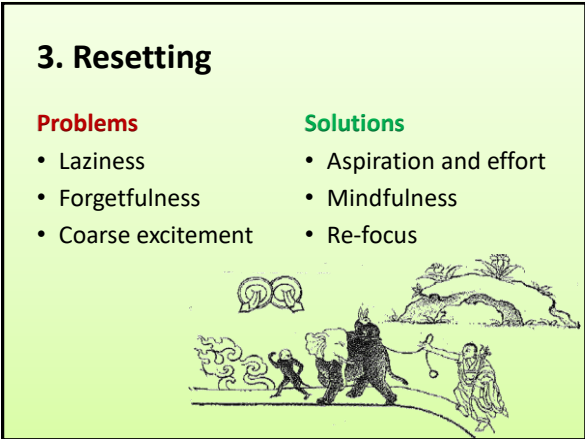 3. Resetting
Problems
• Laziness
• Forgetfulness
• Coarse excitement
Solutions
• Aspiration and effort
• Mindfulness
• Re-focus